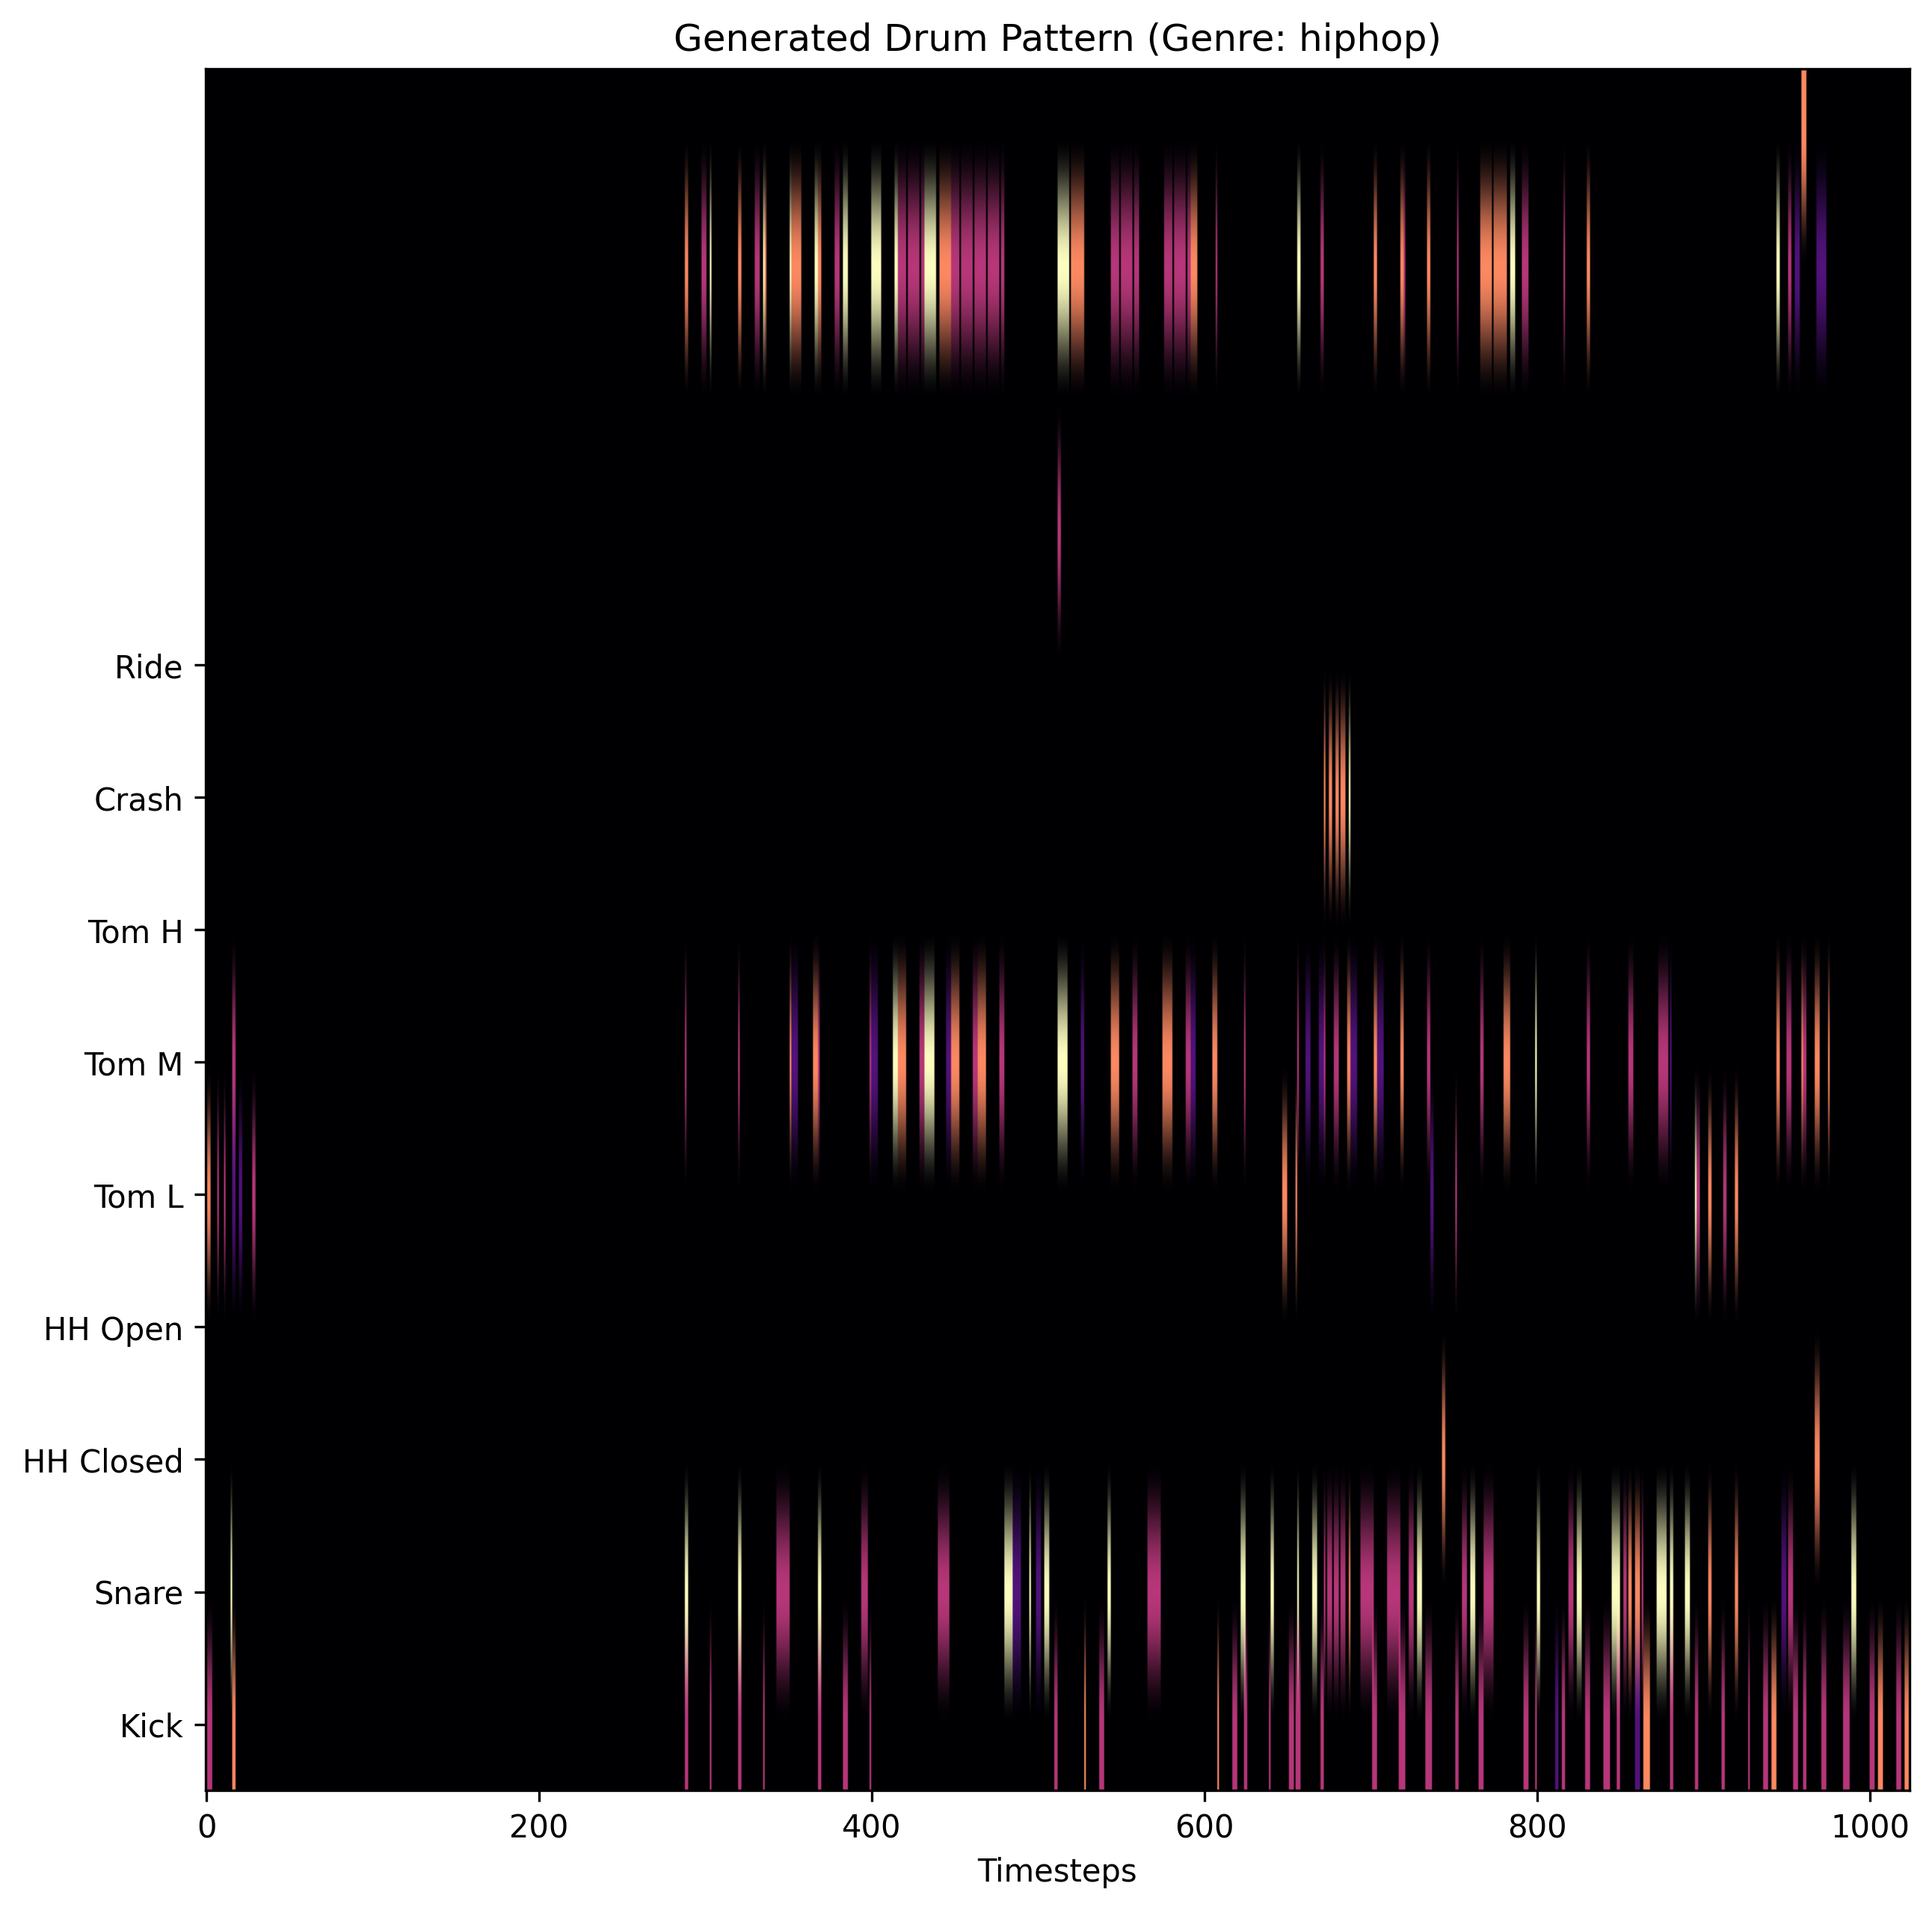 Generated Drum Pattern (Genre: hiphop)
Ride
Crash
Tom H
Tom M
Tom L
HH Open
HH Closed
Snare
Kick
0 200 400 600 800 1000
Timesteps